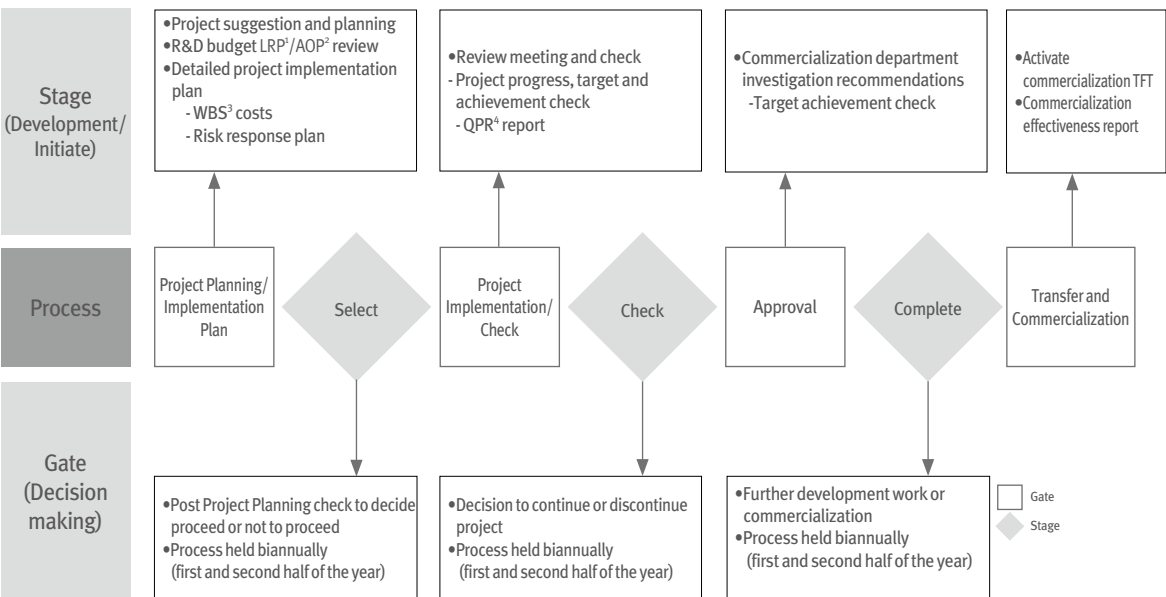 Stage
(Development/
Initiate)
•Project suggestion and planning
•R&D budget LRP¹/AOP² review
•Detailed project implementation
plan
- WBS³ costs
- Risk response plan
•Review meeting and check
- Project progress, target and
achievement check
- QPR⁴ report
•Commercialization department
investigation recommendations
-Target achievement check
•Activate
commercialization TFT
•Commercialization
effectiveness report
Process
Project Planning/
Implementation
Plan
Select
Project
Implementation/
Check
Check
Approval
Complete
Transfer and
Commercialization
Gate
(Decision
making)
•Post Project Planning check to decide
proceed or not to proceed
•Process held biannually
(first and second half of the year)
•Decision to continue or discontinue
project
•Process held biannually
(first and second half of the year)
•Further development work or
commercialization
•Process held biannually
(first and second half of the year)
Gate
Stage